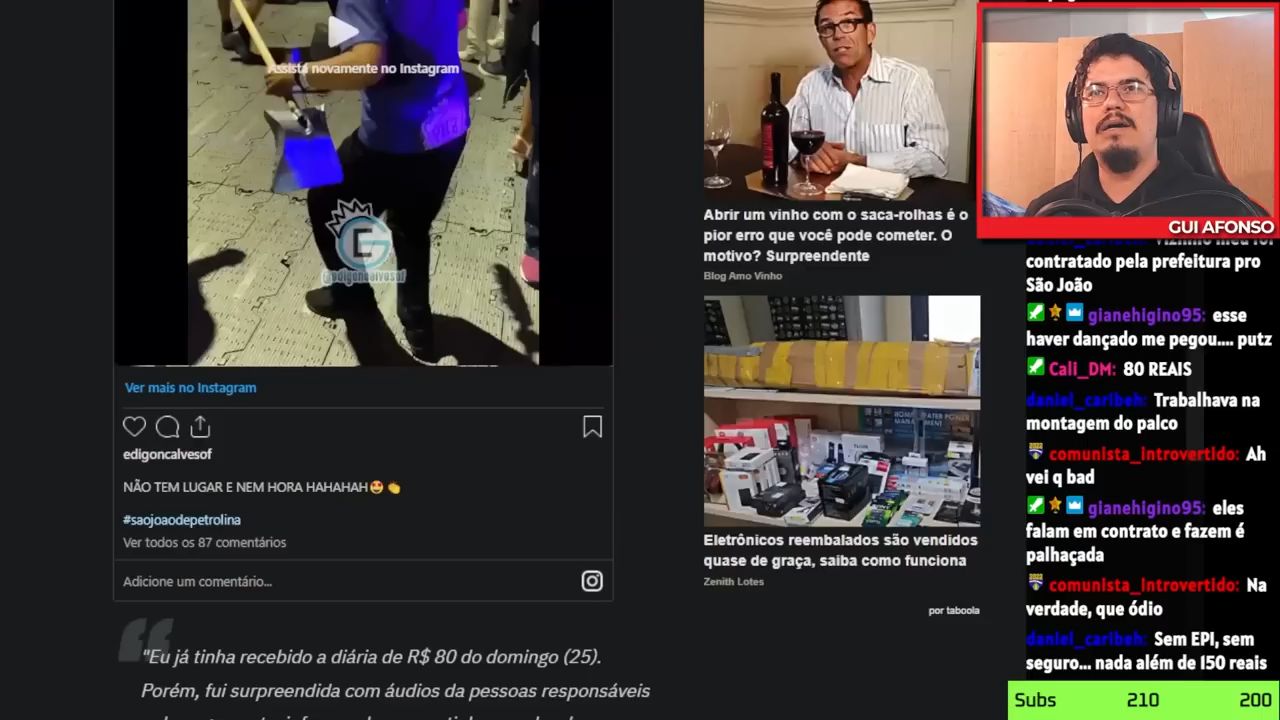 Assista novamente no Instagram
@edigoncalvesof
Ver mais no Instagram
edigoncalvesof
NÃO TEM LUGAR E NEM HORA HAHAHAH🤩👏
#saojoaodepetrolina
Ver todos os 87 comentários
Adicione um comentário...
"Eu já tinha recebido a diária de R$ 80 do domingo (25).
Porém, fui surpreendida com áudios da pessoas responsáveis
Abrir um vinho com o saca-rolhas é o
pior erro que você pode cometer. O
motivo? Surpreendente
Blog Amo Vinho
Eletrônicos reembalados são vendidos
quase de graça, saiba como funciona
Zenith Lotes
por taboola
GUI AFONSO
contratado pela prefeitura pro
São João
gianehigino95: esse
haver dançado me pegou.... putz
Cali_DM: 80 REAIS
daniel_caribeh: Trabalhava na
montagem do palco
comunista_introvertido: Ah
vei q bad
gianehigino95: eles
falam em contrato e fazem é
palhaçada
comunista_introvertido: Na
verdade, que ódio
daniel_caribeh: Sem EPI, sem
seguro... nada além de 150 reais
Subs 210 200